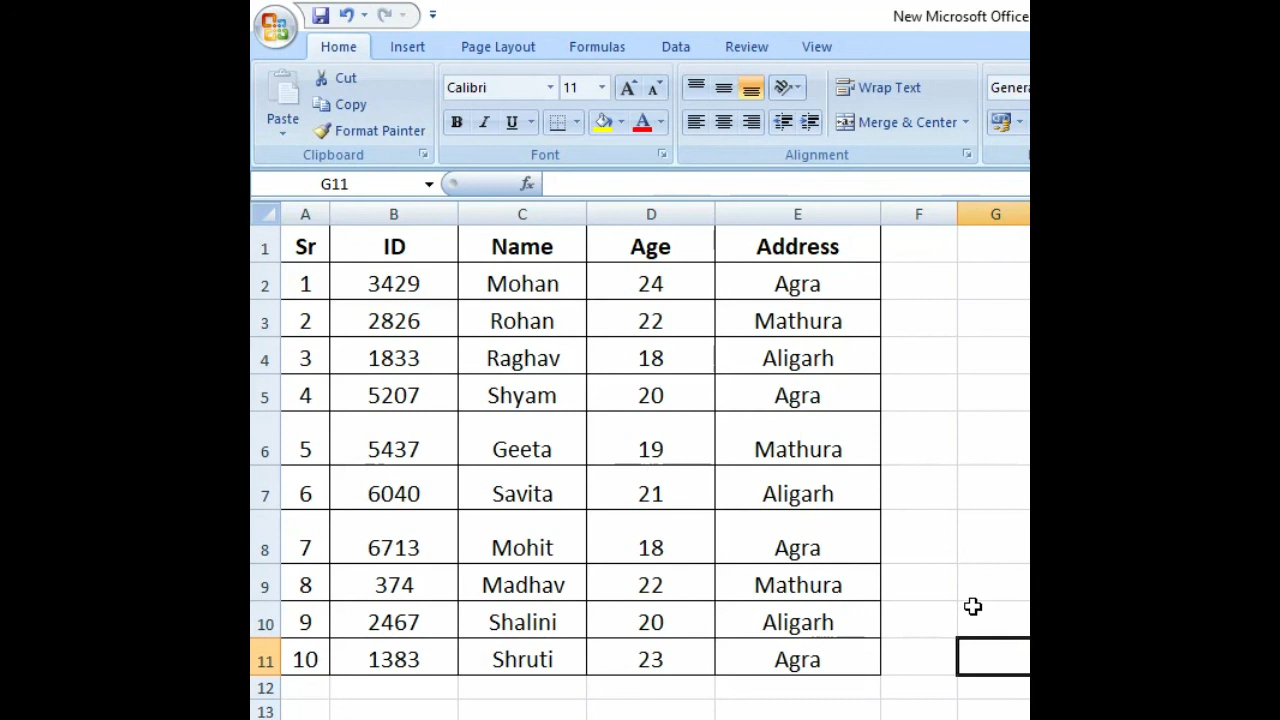 New Microsoft Office
Home Insert Page Layout Formulas Data Review View
Cut
Copy
Paste
Format Painter
Calibri 11 A A
B I U A
Wrap Text
Merge & Center
Clipboard Font Alignment
G11 fx
A B C D E F G
1 Sr ID Name Age Address
2 1 3429 Mohan 24 Agra
3 2 2826 Rohan 22 Mathura
4 3 1833 Raghav 18 Aligarh
5 4 5207 Shyam 20 Agra
6 5 5437 Geeta 19 Mathura
7 6 6040 Savita 21 Aligarh
8 7 6713 Mohit 18 Agra
9 8 374 Madhav 22 Mathura
10 9 2467 Shalini 20 Aligarh
11 10 1383 Shruti 23 Agra
12
13